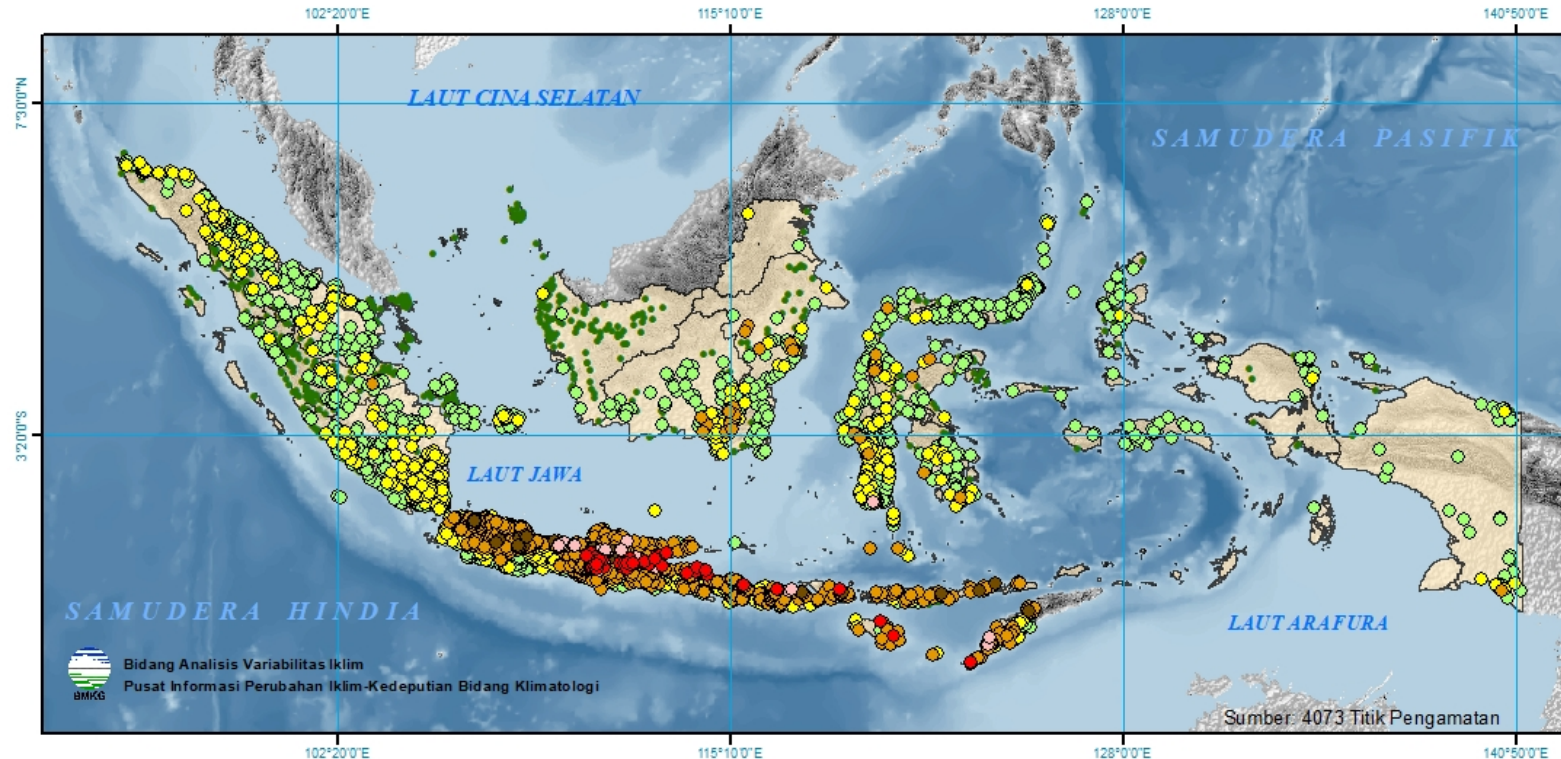 102°20'0"E
115°10'0"E
128°0'0"E
140°50'0"E
7°30'0"N
LAUT CINA SELATAN
SAMUDERA PASIFIK
3°20'0"S
LAUT JAWA
SAMUDERA HINDIA
LAUT ARAFURA
BMKG
Bidang Analisis Variabilitas Iklim
Pusat Informasi Perubahan Iklim-Kedeputian Bidang Klimatologi
Sumber: 4073 Titik Pengamatan
102°20'0"E
115°10'0"E
128°0'0"E
140°50'0"E